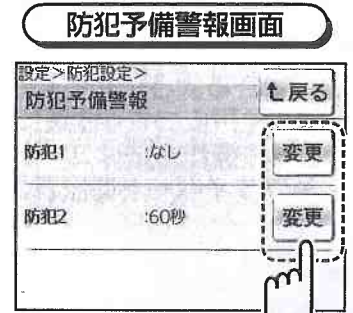 防犯予備警報画面
設定>防犯設定>
防犯予備警報
戻る
防犯1 :なし 変更
防犯2 :60秒 変更